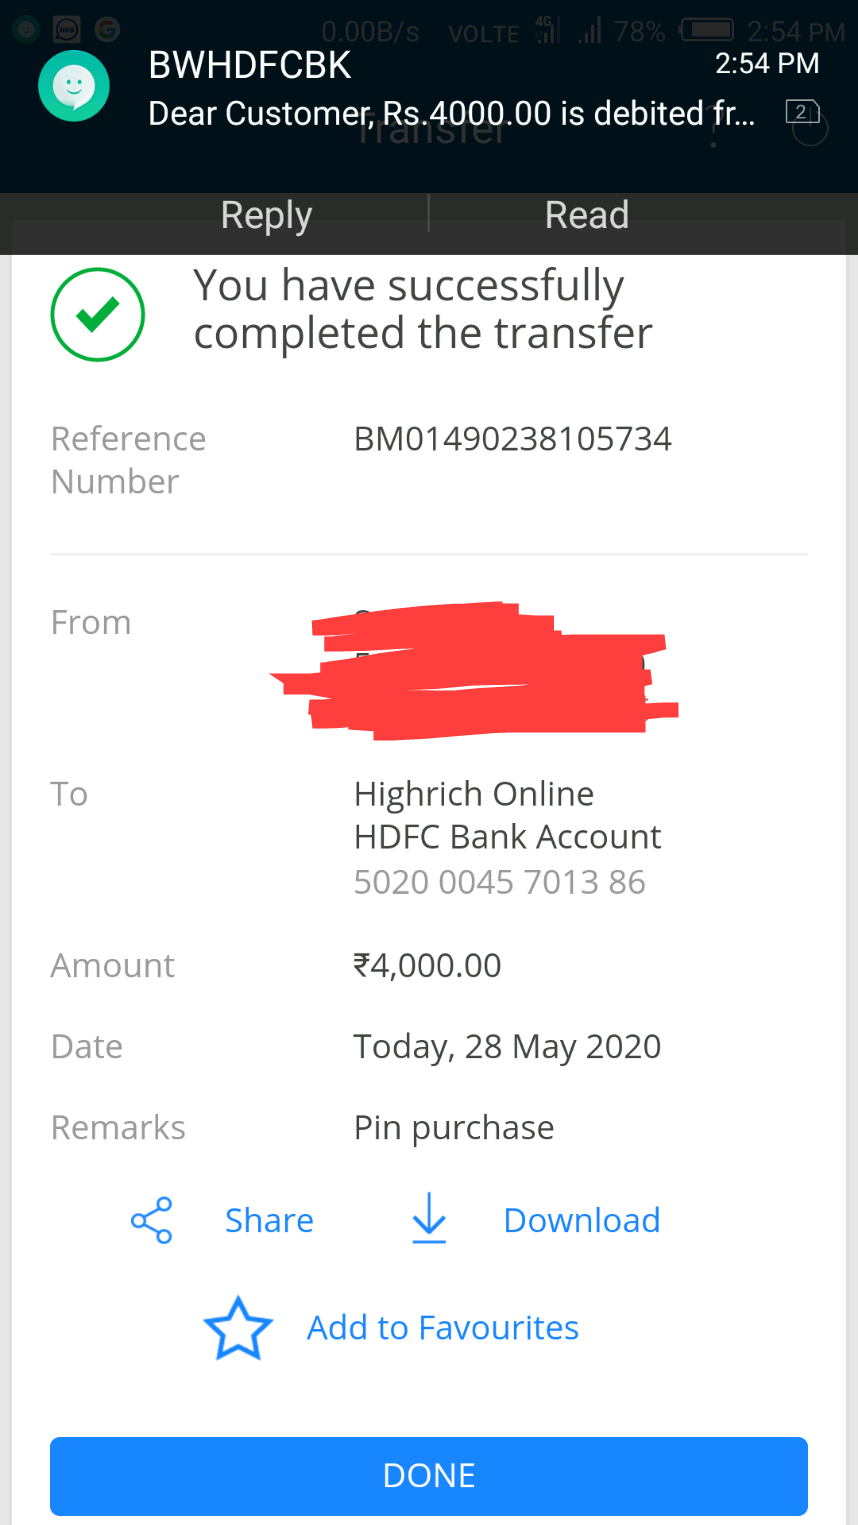 0.00B/s VOLTE 4G 78% 2:54 PM
BWHDFCBK 2:54 PM
Dear Customer, Rs.4000.00 is debited fr... 2
Transfer ?
Reply Read
You have successfully
completed the transfer
Reference BM01490238105734
Number
From
To Highrich Online
HDFC Bank Account
5020 0045 7013 86
Amount ₹4,000.00
Date Today, 28 May 2020
Remarks Pin purchase
Share Download
Add to Favourites
DONE